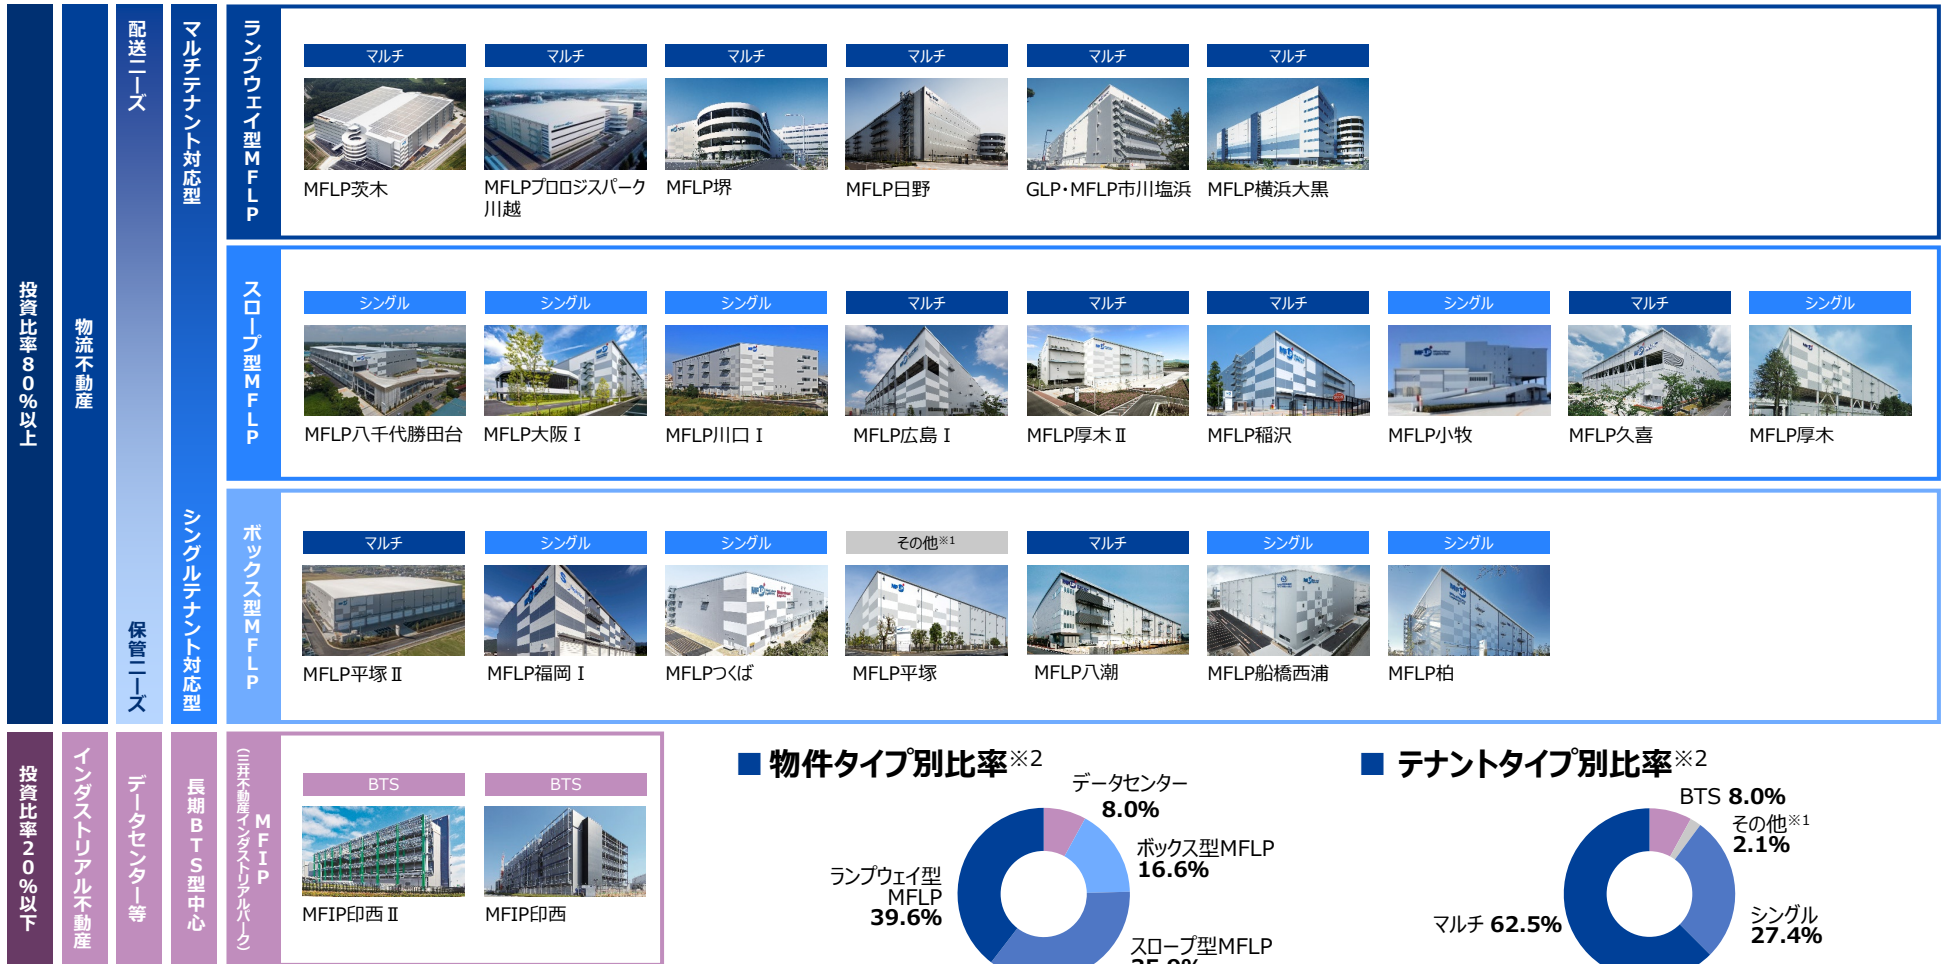 投資比率80%以上
物流不動産
配送ニーズ
保管ニーズ
マルチテナント対応型
シングルテナント対応型
ランプウェイ型MFLP
マルチ
マルチ
マルチ
マルチ
マルチ
マルチ
MFLP茨木
MFLPプロロジスパーク
川越
MFLP堺
MFLP日野
GLP・MFLP市川塩浜
MFLP横浜大黒
スロープ型MFLP
シングル
シングル
シングル
マルチ
マルチ
マルチ
シングル
マルチ
シングル
MFLP八千代勝田台
MFLP大阪Ⅰ
MFLP川口Ⅰ
MFLP広島Ⅰ
MFLP厚木Ⅱ
MFLP稲沢
MFLP小牧
MFLP久喜
MFLP厚木
ボックス型MFLP
マルチ
シングル
シングル
その他※1
マルチ
シングル
シングル
MFLP平塚Ⅱ
MFLP福岡Ⅰ
MFLPつくば
MFLP平塚
MFLP八潮
MFLP船橋西浦
MFLP柏
投資比率20%以下
インダストリアル不動産
データセンター等
長期BTS型中心
MFIP
(三井不動産インダストリアルパーク)
BTS
BTS
MFIP印西Ⅱ
MFIP印西
■ 物件タイプ別比率※2
データセンター
8.0%
ボックス型MFLP
16.6%
ランプウェイ型
MFLP
39.6%
スロープ型MFLP
■ テナントタイプ別比率※2
BTS 8.0%
その他※1
2.1%
マルチ 62.5%
シングル
27.4%